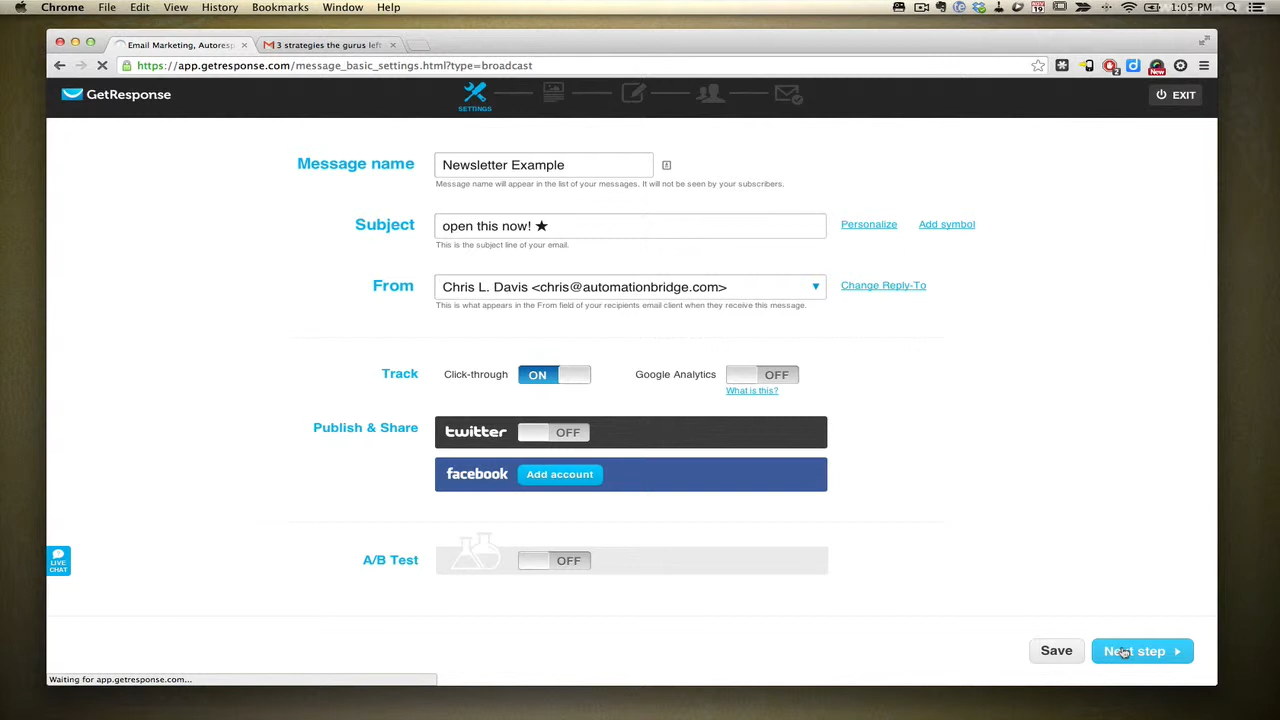 Chrome File Edit View History Bookmarks Window Help 19 1:05 PM
Email Marketing, Autoresp × 3 strategies the gurus left ×
https://app.getresponse.com/message_basic_settings.html?type=broadcast 2 New
GetResponse SETTINGS EXIT
Message name Newsletter Example
Message name will appear in the list of your messages. It will not be seen by your subscribers.
Subject open this now! ★ Personalize Add symbol
This is the subject line of your email.
From Chris L. Davis <chris@automationbridge.com> Change Reply-To
This is what appears in the From field of your recipients email client when they receive this message.
Track Click-through ON Google Analytics OFF
What is this?
Publish & Share twitter OFF
facebook Add account
LIVE CHAT
A/B Test OFF
Save Next step
Waiting for app.getresponse.com...